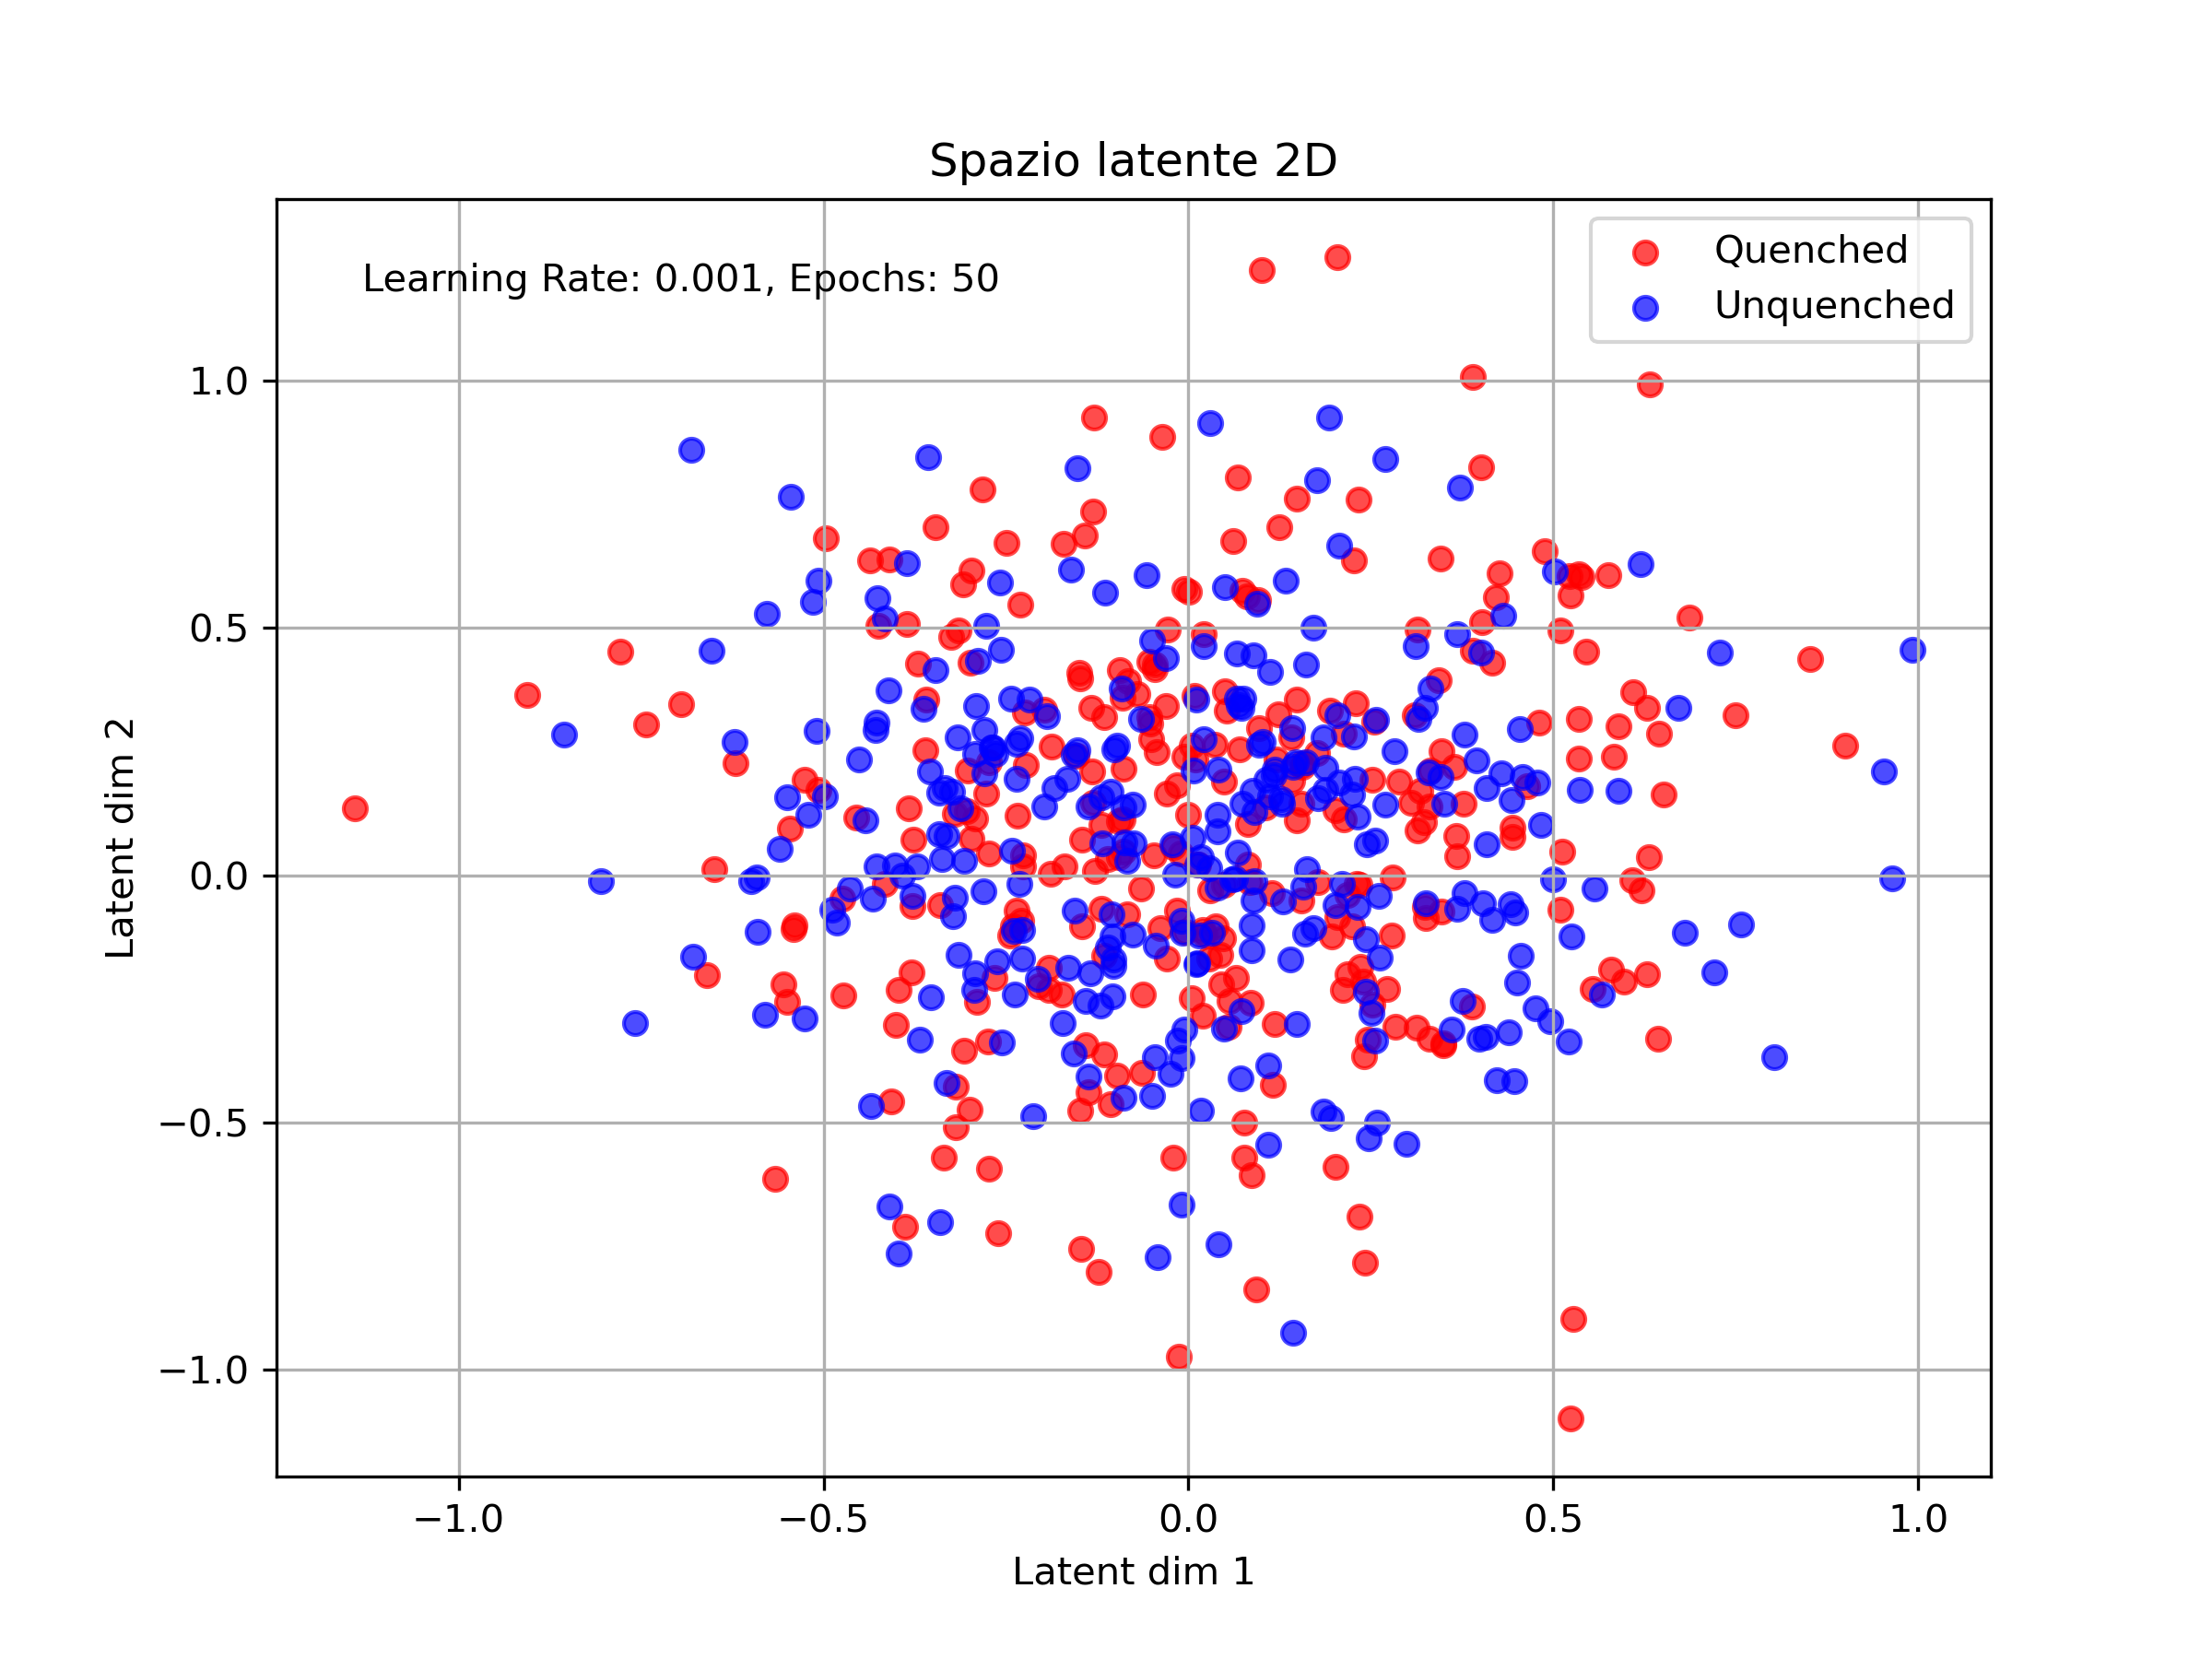 Spazio latente 2D
Learning Rate: 0.001, Epochs: 50
Quenched
Unquenched
1.0
0.5
0.0
−0.5
−1.0
Latent dim 2
−1.0
−0.5
0.0
0.5
1.0
Latent dim 1